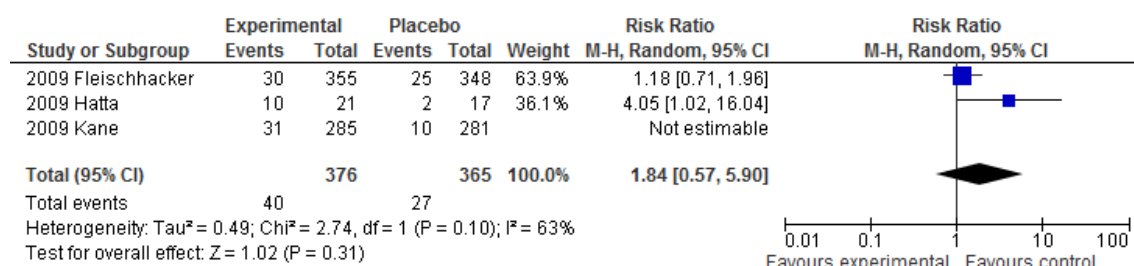 Experimental Placebo Risk Ratio Risk Ratio
Study or Subgroup Events Total Events Total Weight M-H, Random, 95% CI M-H, Random, 95% CI
2009 Fleischhacker 30 355 25 348 63.9% 1.18 [0.71, 1.96]
2009 Hatta 10 21 2 17 36.1% 4.05 [1.02, 16.04]
2009 Kane 31 285 10 281 Not estimable
Total (95% CI) 376 365 100.0% 1.84 [0.57, 5.90]
Total events 40 27
Heterogeneity: Tau² = 0.49; Chi² = 2.74, df = 1 (P = 0.10); I² = 63%
Test for overall effect: Z = 1.02 (P = 0.31)
0.01 0.1 1 10 100
Favours experimental Favours control